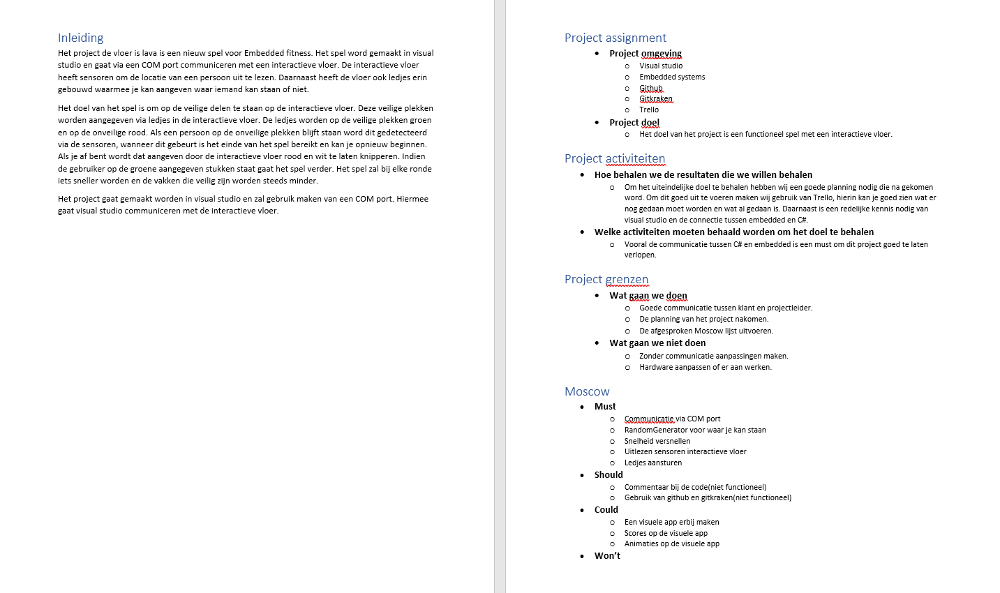 Inleiding
Het project de vloer is lava is een nieuw spel voor Embedded fitness. Het spel word gemaakt in visual
studio en gaat via een COM port communiceren met een interactieve vloer. De interactieve vloer
heeft sensoren om de locatie van een persoon uit te lezen. Daarnaast heeft de vloer ook ledjes erin
gebouwd waarmee je kan aangeven waar iemand kan staan of niet.
Het doel van het spel is om op de veilige delen te staan op de interactieve vloer. Deze veilige plekken
worden aangegeven via ledjes in de interactieve vloer. De ledjes worden op de veilige plekken groen
en op de onveilige rood. Als een persoon op de onveilige plekken blijft staan word dit gedetecteerd
via de sensoren, wanneer dit gebeurt is het einde van het spel bereikt en kan je opnieuw beginnen.
Als je af bent wordt dat aangeven door de interactieve vloer rood en wit te laten knipperen. Indien
de gebruiker op de groene aangegeven stukken staat gaat het spel verder. Het spel zal bij elke ronde
iets sneller worden en de vakken die veilig zijn worden steeds minder.
Het project gaat gemaakt worden in visual studio en zal gebruik maken van een COM port. Hiermee
gaat visual studio communiceren met de interactieve vloer.
Project assignment
• Project omgeving
o Visual studio
o Embedded systems
o Github
o Gitkraken
o Trello
• Project doel
o Het doel van het project is een functioneel spel met een interactieve vloer.
Project activiteiten
• Hoe behalen we de resultaten die we willen behalen
o Om het uiteindelijke doel te behalen hebben wij een goede planning nodig die na gekomen
word. Om dit goed uit te voeren maken wij gebruik van Trello, hierin kan je goed zien wat er
nog gedaan moet worden en wat al gedaan is. Daarnaast is een redelijke kennis nodig van
visual studio en de connectie tussen embedded en C#.
• Welke activiteiten moeten behaald worden om het doel te behalen
o Vooral de communicatie tussen C# en embedded is een must om dit project goed te laten
verlopen.
Project grenzen
• Wat gaan we doen
o Goede communicatie tussen klant en projectleider.
o De planning van het project nakomen.
o De afgesproken Moscow lijst uitvoeren.
• Wat gaan we niet doen
o Zonder communicatie aanpassingen maken.
o Hardware aanpassen of er aan werken.
Moscow
• Must
o Communicatie via COM port
o RandomGenerator voor waar je kan staan
o Snelheid versnellen
o Uitlezen sensoren interactieve vloer
o Ledjes aansturen
• Should
o Commentaar bij de code(niet functioneel)
o Gebruik van github en gitkraken(niet functioneel)
• Could
o Een visuele app erbij maken
o Scores op de visuele app
o Animaties op de visuele app
• Won’t